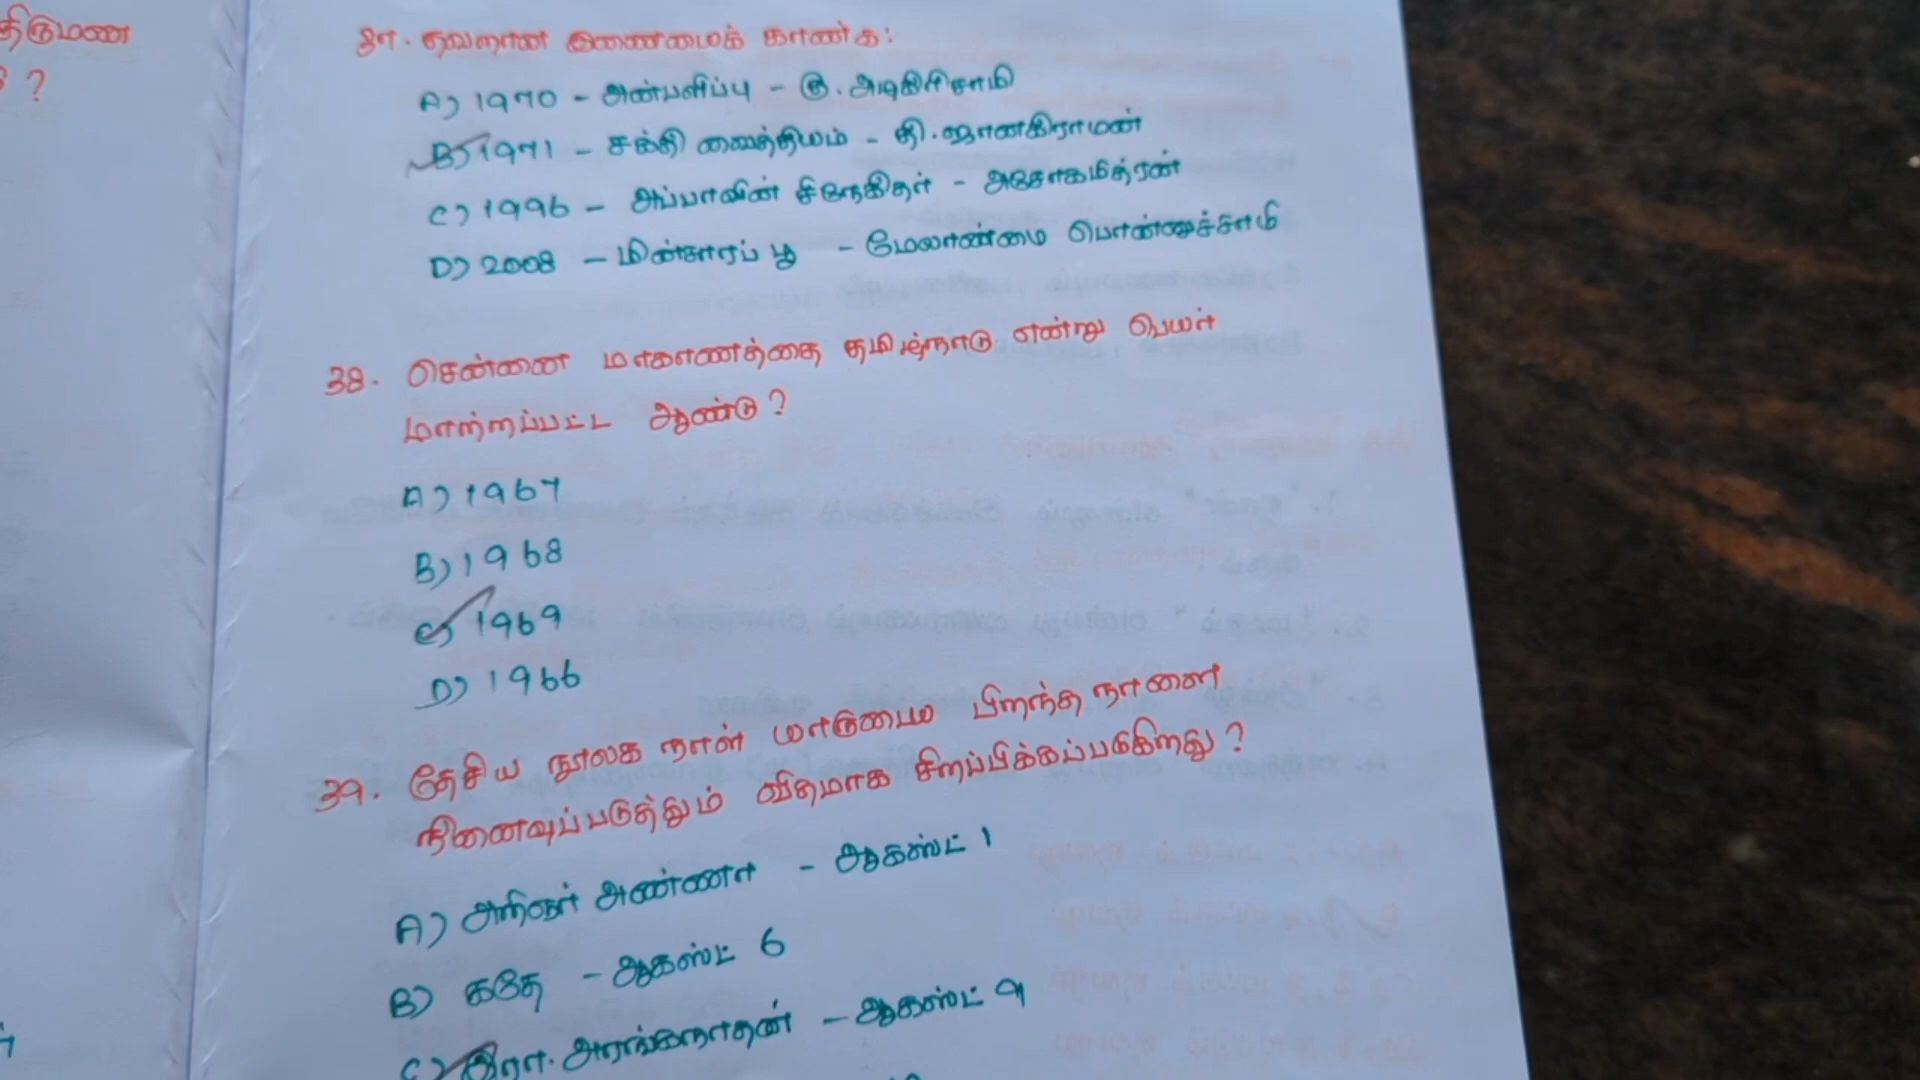 திருமண
?
37. தவறான இணைமைக் காண்க:
A) 1970 - அன்பளிப்பு - கு. அழகிரிசாமி
B) 1971 - சக்தி வைத்தியம் - தி. ஜானகிராமன்
C) 1996 - அப்பாவின் சிநேகிதர் - அசோகமித்ரன்
D) 2008 - மின்சாரப் பூ - மேலாண்மை பொன்னுச்சாமி
38. சென்னை மாகாணத்தை தமிழ்நாடு என்று பெயர்
மாற்றப்பட்ட ஆண்டு?
A) 1967
B) 1968
C) 1969
D) 1966
39. தேசிய நூலக நாள் யாருடைய பிறந்த நாளை
நினைவுப்படுத்தும் விதமாக சிறப்பிக்கப்படுகிறது?
A) அறிஞர் அண்ணா - ஆகஸ்ட் 1
B) கதே - ஆகஸ்ட் 6
C) இரா. அரங்கநாதன் - ஆகஸ்ட் 9